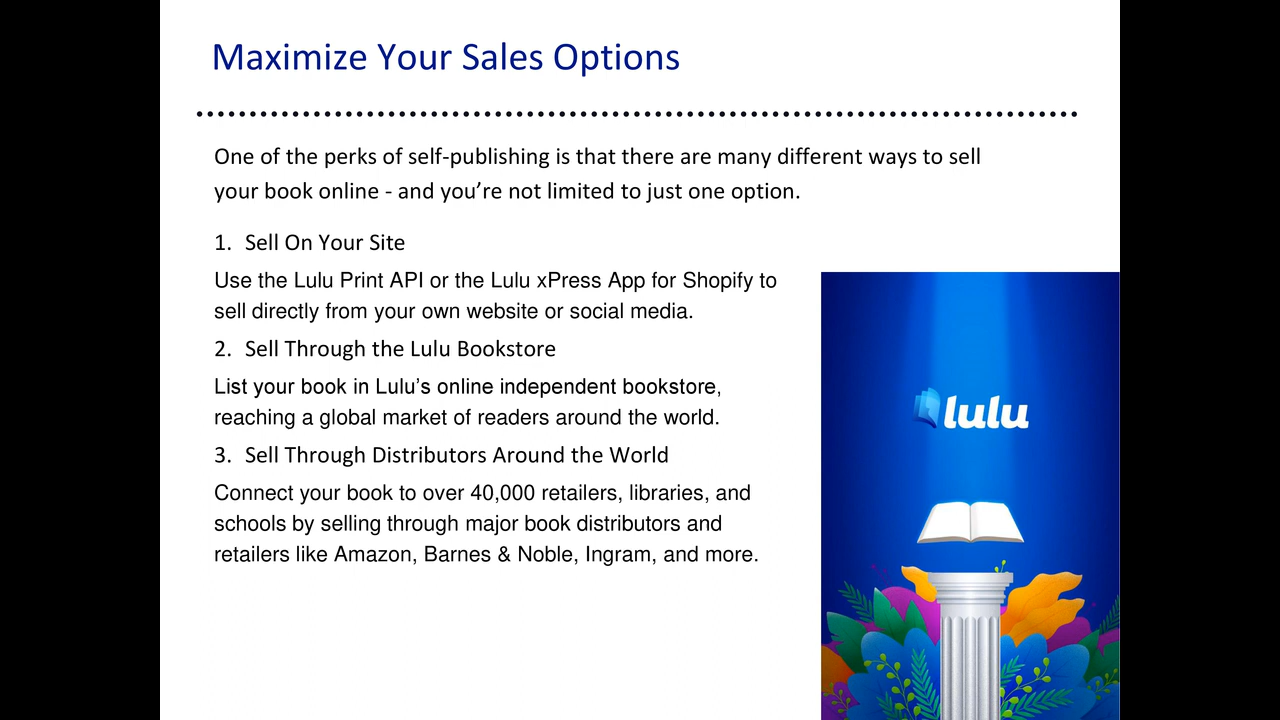 Maximize Your Sales Options
One of the perks of self-publishing is that there are many different ways to sell
your book online - and you’re not limited to just one option.
1. Sell On Your Site
Use the Lulu Print API or the Lulu xPress App for Shopify to
sell directly from your own website or social media.
2. Sell Through the Lulu Bookstore
List your book in Lulu’s online independent bookstore,
reaching a global market of readers around the world.
3. Sell Through Distributors Around the World
Connect your book to over 40,000 retailers, libraries, and
schools by selling through major book distributors and
retailers like Amazon, Barnes & Noble, Ingram, and more.
lulu